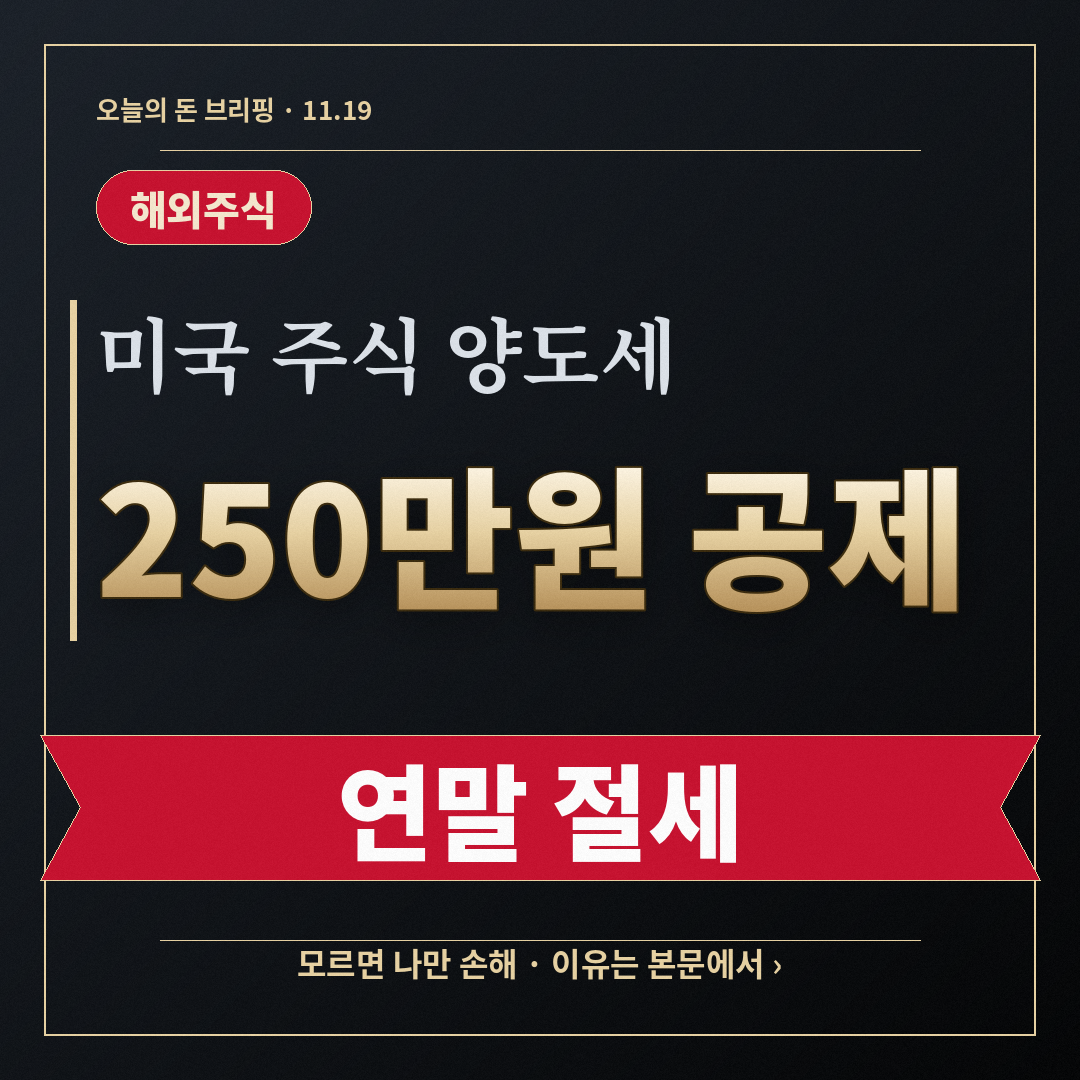 오늘의 돈 브리핑 · 11.19
해외주식
미국 주식 양도세
250만원 공제
연말 절세
모르면 나만 손해 · 이유는 본문에서 ›